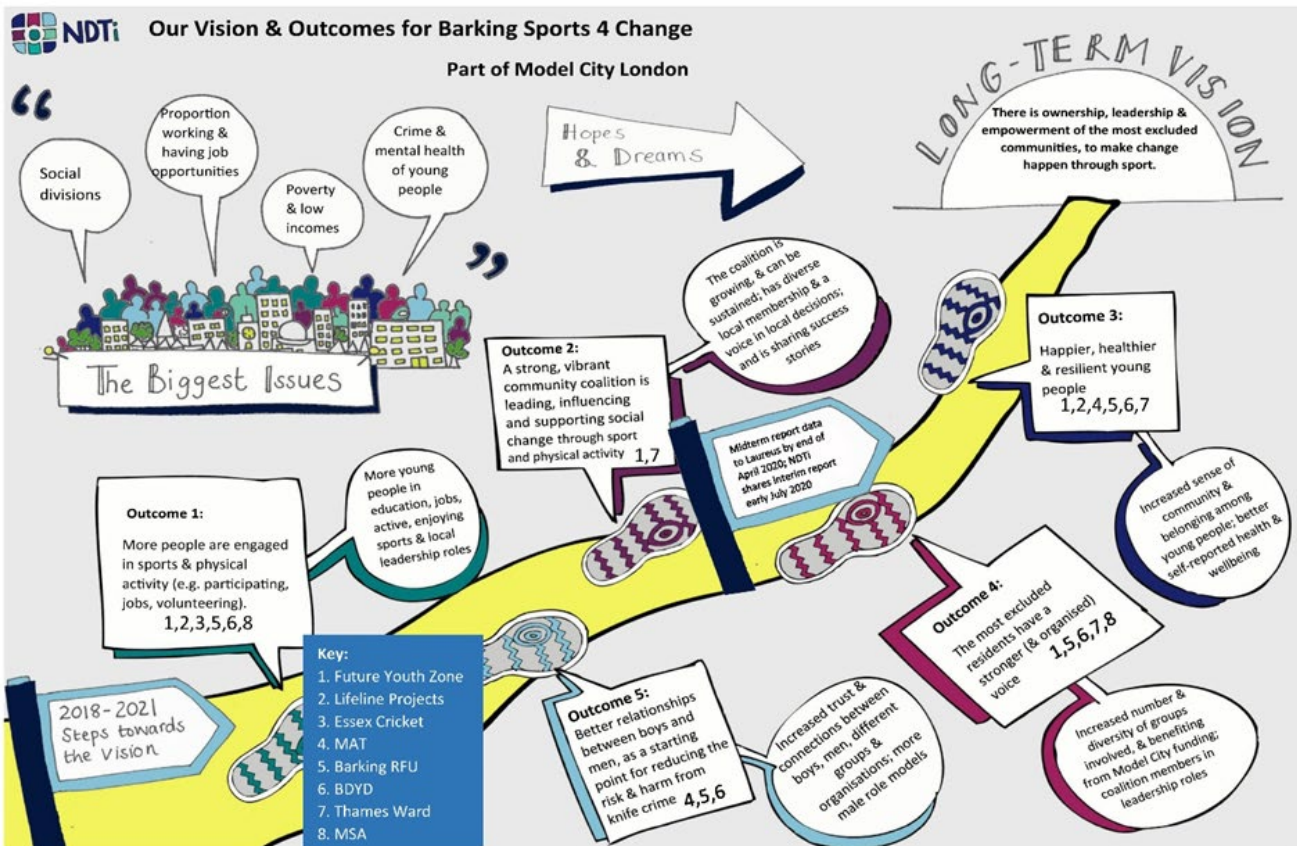 NDTi
Our Vision & Outcomes for Barking Sports 4 Change
Part of Model City London
“
Social
divisions
Proportion
working &
having job
opportunities
Poverty
& low
incomes
Crime &
mental health
of young
people
”
The Biggest Issues
Hopes
& Dreams
LONG-TERM VISION
There is ownership, leadership &
empowerment of the most excluded
communities, to make change
happen through sport.
2018-2021
Steps towards
the Vision
Outcome 1:
More people are engaged
in sports & physical
activity (e.g. participating,
jobs, volunteering).
1,2,3,5,6,8
More young
people in
education, jobs,
active, enjoying
sports & local
leadership roles
Outcome 2:
A strong, vibrant
community coalition is
leading, influencing
and supporting social
change through sport
and physical activity 1,7
The coalition is
growing, & can be
sustained; has diverse
local membership & a
voice in local decisions;
and is sharing success
stories
Midterm report data
to Laureus by end of
April 2020; NDTi
shares interim report
early July 2020
Outcome 3:
Happier, healthier
& resilient young
people
1,2,4,5,6,7
Increased sense of
community &
belonging among
young people; better
self-reported health &
wellbeing
Outcome 4:
The most excluded
residents have a
stronger (& organised)
voice 1,5,6,7,8
Increased number &
diversity of groups
involved, & benefiting
from Model City funding;
coalition members in
leadership roles
Outcome 5:
Better relationships
between boys and
men, as a starting
point for reducing the
risk & harm from
knife crime 4,5,6
Increased trust &
connections between
boys, men, different
groups &
organisations; more
male role models
Key:
1. Future Youth Zone
2. Lifeline Projects
3. Essex Cricket
4. MAT
5. Barking RFU
6. BDYD
7. Thames Ward
8. MSA